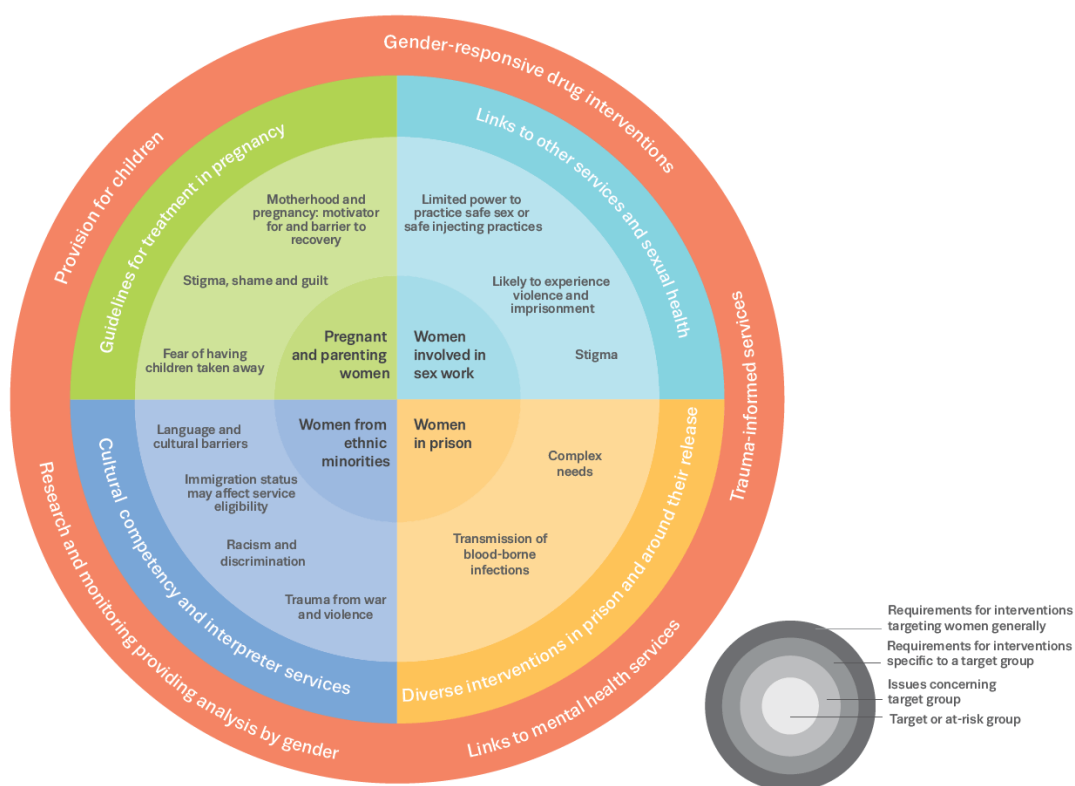 Gender-responsive drug interventions
Provision for children
Trauma-informed services
Research and monitoring providing analysis by gender
Links to mental health services
Guidelines for treatment in pregnancy
Links to other services and sexual health
Cultural competency and interpreter services
Diverse interventions in prison and around their release
Motherhood and
pregnancy: motivator
for and barrier to
recovery
Stigma, shame and guilt
Fear of having
children taken away
Pregnant
and parenting
women
Limited power to
practice safe sex or
safe injecting practices
Likely to experience
violence and
imprisonment
Stigma
Women
involved in
sex work
Language and
cultural barriers
Immigration status
may affect service
eligibility
Racism and
discrimination
Trauma from war
and violence
Women from
ethnic
minorities
Women
in prison
Complex
needs
Transmission of
blood-borne
infections
Requirements for interventions
targeting women generally
Requirements for interventions
specific to a target group
Issues concerning
target group
Target or at-risk group